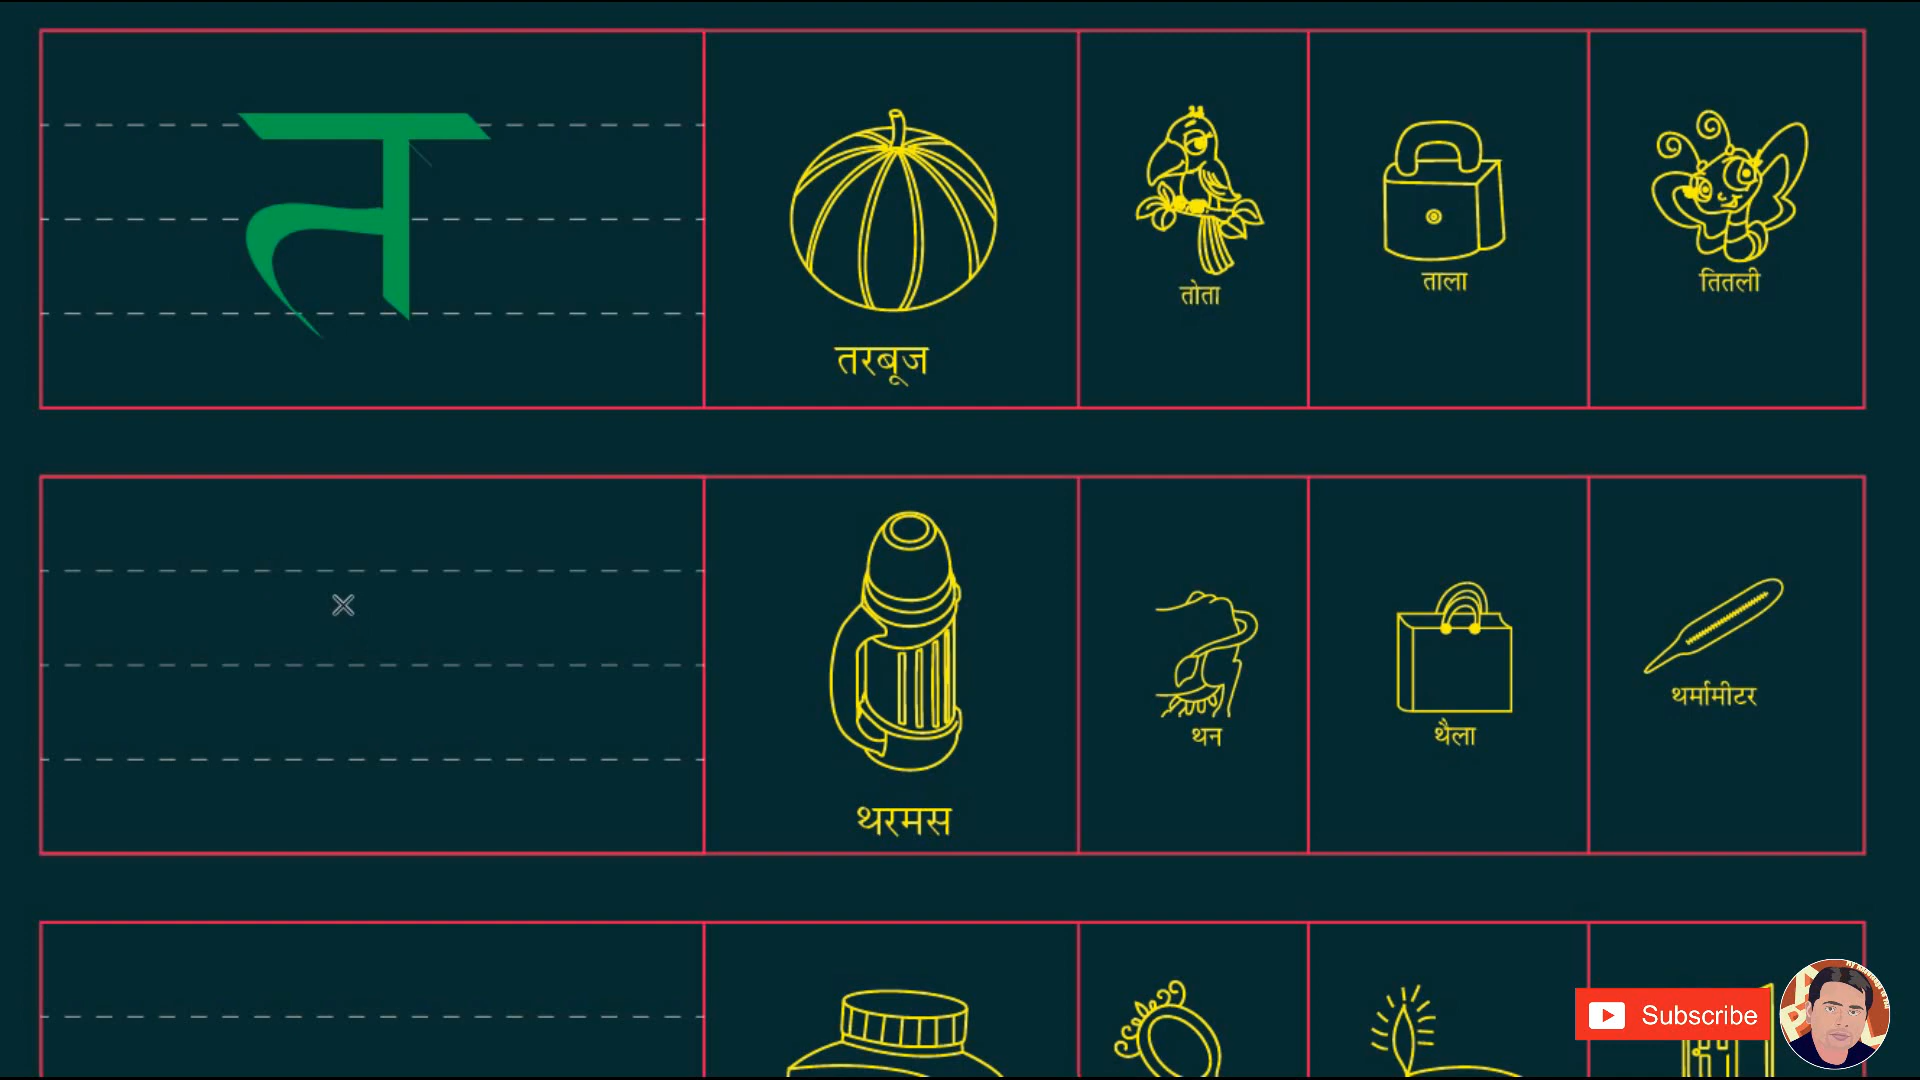 त
तरबूज
तोता
ताला
तितली
थरमस
थन
थैला
थर्मामीटर
Subscribe